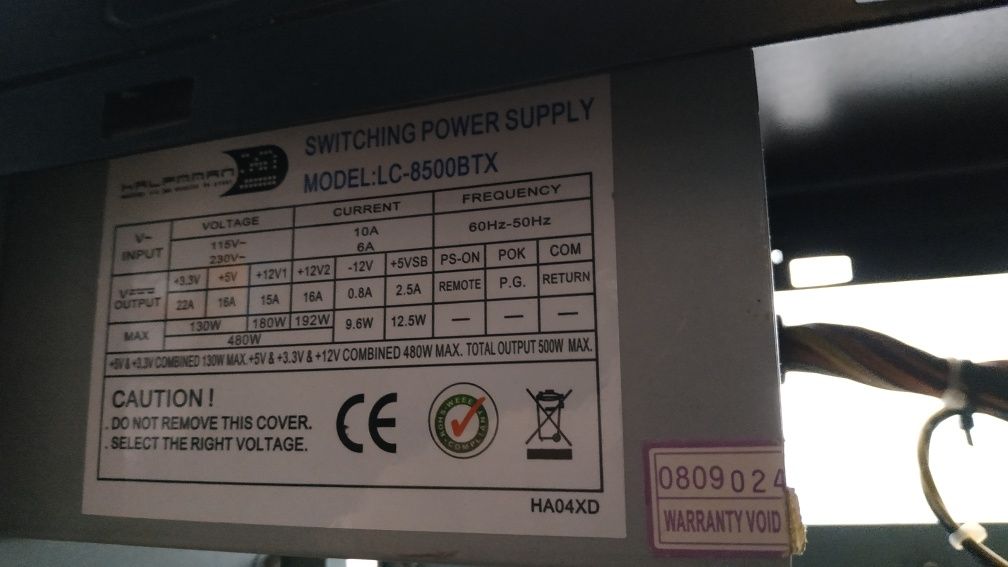 SWITCHING POWER SUPPLY
MODEL:LC-8500BTX
V~ INPUT VOLTAGE CURRENT FREQUENCY
115V~ 10A 60Hz-50Hz
230V~ 6A
OUTPUT +3.3V +5V +12V1 +12V2 -12V +5VSB PS-ON POK COM
22A 16A 15A 16A 0.8A 2.5A REMOTE P.G. RETURN
MAX 130W 180W 192W 9.6W 12.5W — — —
480W
+5V & +3.3V COMBINED 130W MAX.+5V & +3.3V & +12V COMBINED 480W MAX. TOTAL OUTPUT 500W MAX.
CAUTION !
. DO NOT REMOVE THIS COVER.
. SELECT THE RIGHT VOLTAGE.
CE
HA04XD
0809024
WARRANTY VOID